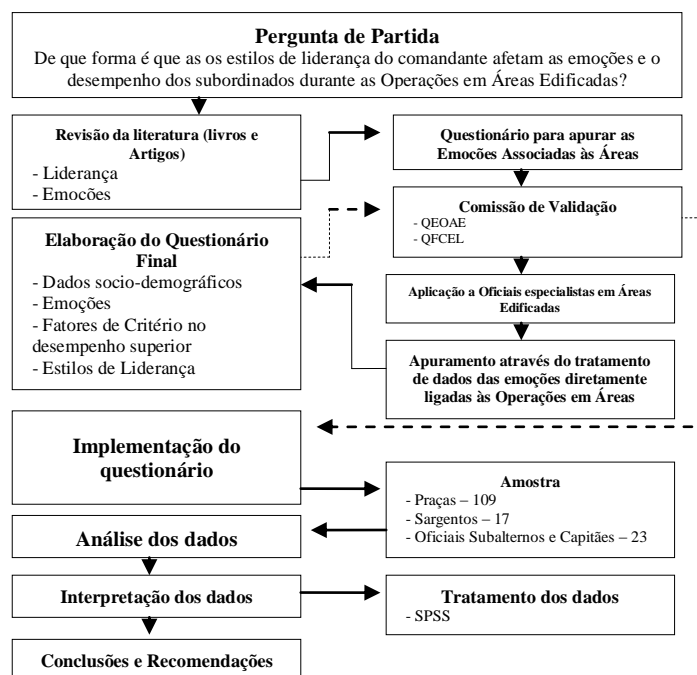 Pergunta de Partida
De que forma é que as os estilos de liderança do comandante afetam as emoções e o
desempenho dos subordinados durante as Operações em Áreas Edificadas?
Revisão da literatura (livros e
Artigos)
- Liderança
- Emocões
Questionário para apurar as
Emocões Associadas às Áreas
Comissão de Validação
- QEOAE
- QFCEL
Elaboração do Questionário
Final
- Dados socio-demográficos
- Emoções
- Fatores de Critério no
desempenho superior
- Estilos de Liderança
Aplicação a Oficiais especialistas em Áreas
Edificadas
Apuramento através do tratamento
de dados das emoções diretamente
ligadas às Operações em Áreas
Implementação do
questionário
Amostra
- Praças – 109
- Sargentos – 17
- Oficiais Subalternos e Capitães – 23
Análise dos dados
Interpretação dos dados
Tratamento dos dados
- SPSS
Conclusões e Recomendações